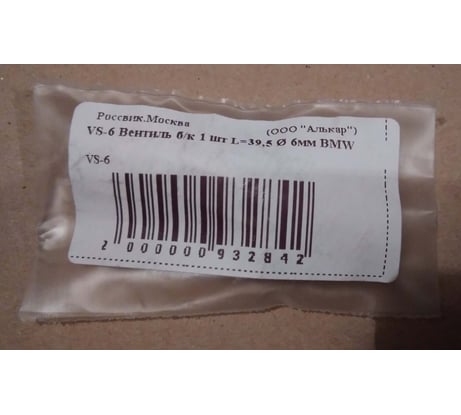 Россвик.Москва (ООО "Алькар")
VS-6 Вентиль б/к 1 шт L=39,5 Ø 6мм BMW
VS-6
2 000000 932842